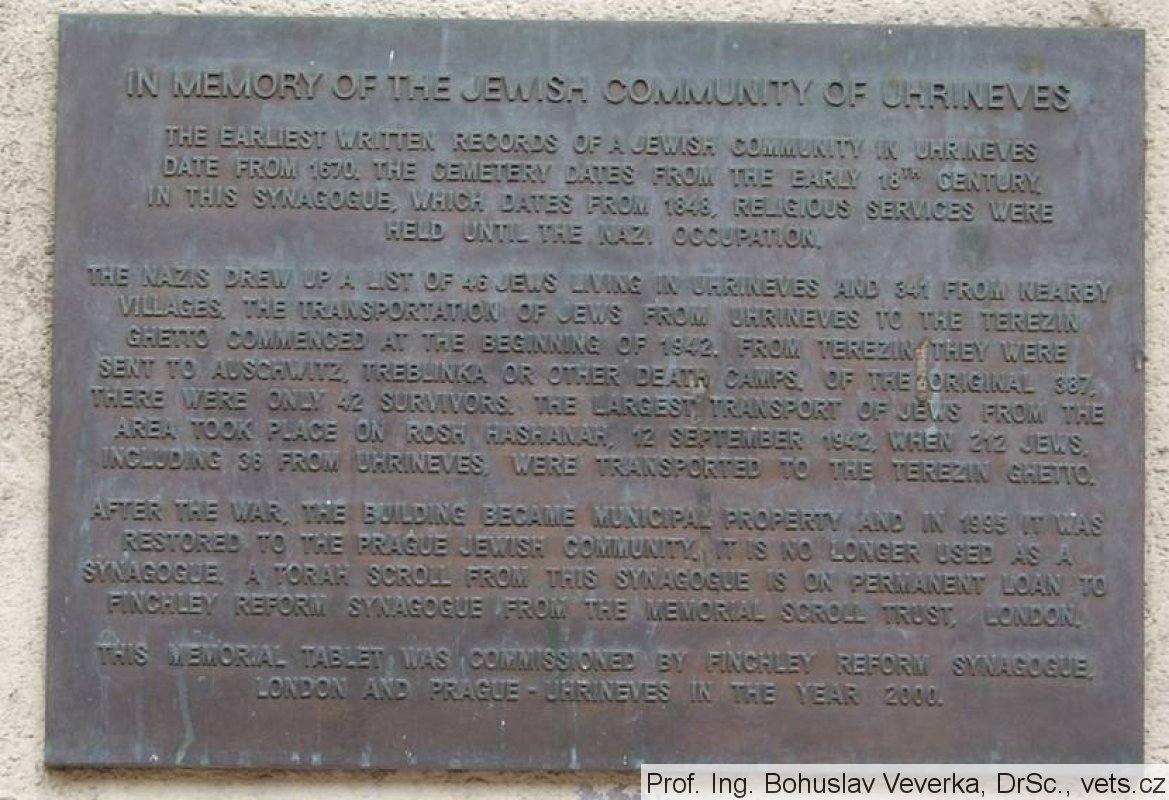 IN MEMORY OF THE JEWISH COMMUNITY OF UHRINEVES
THE EARLIEST WRITTEN RECORDS OF A JEWISH COMMUNITY IN UHRINEVES
DATE FROM 1670. THE CEMETERY DATES FROM THE EARLY 18TH CENTURY.
IN THIS SYNAGOGUE, WHICH DATES FROM 1848, RELIGIOUS SERVICES WERE
HELD UNTIL THE NAZI OCCUPATION.
THE NAZIS DREW UP A LIST OF 46 JEWS LIVING IN UHRINEVES AND 341 FROM NEARBY
VILLAGES. THE TRANSPORTATION OF JEWS FROM UHRINEVES TO THE TEREZIN
GHETTO COMMENCED AT THE BEGINNING OF 1942. FROM TEREZIN THEY WERE
SENT TO AUSCHWITZ, TREBLINKA OR OTHER DEATH CAMPS. OF THE ORIGINAL 387,
THERE WERE ONLY 42 SURVIVORS. THE LARGEST TRANSPORT OF JEWS FROM THE
AREA TOOK PLACE ON ROSH HASHANAH, 12 SEPTEMBER 1942, WHEN 212 JEWS,
INCLUDING 36 FROM UHRINEVES, WERE TRANSPORTED TO THE TEREZIN GHETTO.
AFTER THE WAR, THE BUILDING BECAME MUNICIPAL PROPERTY AND IN 1995 IT WAS
RESTORED TO THE PRAGUE JEWISH COMMUNITY. IT IS NO LONGER USED AS A
SYNAGOGUE. A TORAH SCROLL FROM THIS SYNAGOGUE IS ON PERMANENT LOAN TO
FINCHLEY REFORM SYNAGOGUE FROM THE MEMORIAL SCROLL TRUST, LONDON.
THIS MEMORIAL TABLET WAS COMMISSIONED BY FINCHLEY REFORM SYNAGOGUE,
LONDON AND PRAGUE - UHRINEVES IN THE YEAR 2000.
Prof. Ing. Bohuslav Veverka, DrSc., vets.cz